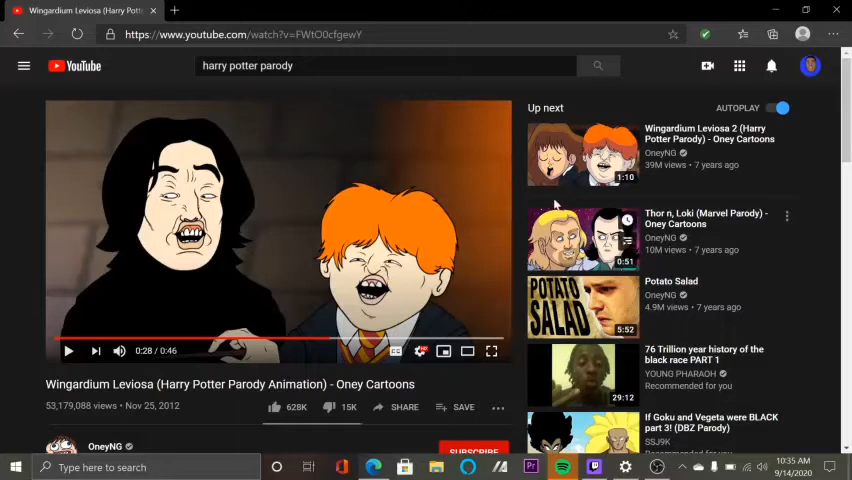 Wingardium Leviosa (Harry Pott
https://www.youtube.com/watch?v=FWtO0cfgewY
YouTube
harry potter parody
Up next
AUTOPLAY
1:10
Wingardium Leviosa 2 (Harry
Potter Parody) - Oney Cartoons
OneyNG
39M views • 7 years ago
0:51
Thor n, Loki (Marvel Parody) -
Oney Cartoons
OneyNG
10M views • 7 years ago
POTATO
SALAD
5:52
Potato Salad
OneyNG
4.9M views • 7 years ago
29:12
76 Trillion year history of the
black race PART 1
YOUNG PHARAOH
Recommended for you
If Goku and Vegeta were BLACK
part 3! (DBZ Parody)
SSJ9K
Recommended for you
0:28 / 0:46
CC
HD
Wingardium Leviosa (Harry Potter Parody Animation) - Oney Cartoons
53,179,088 views • Nov 25, 2012
628K
15K
SHARE
SAVE
OneyNG
SUBSCRIBE
Type here to search
Pr
10:35 AM
9/14/2020